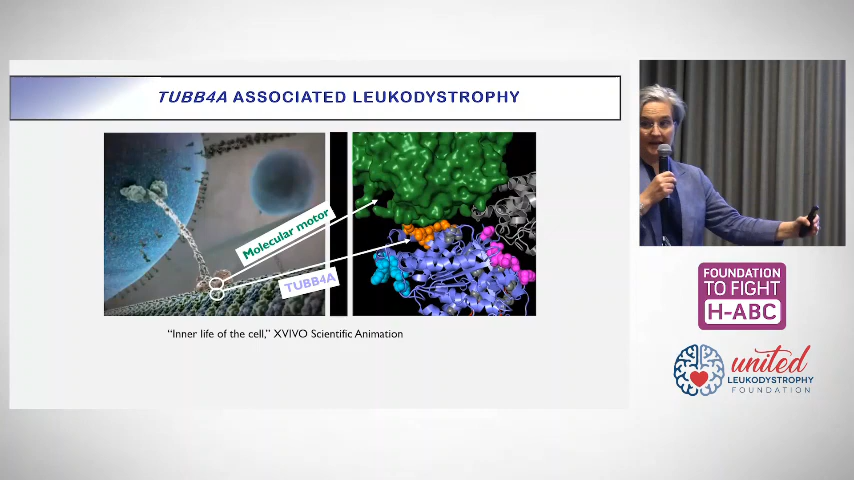 TUBB4A ASSOCIATED LEUKODYSTROPHY
Molecular motor
TUBB4A
“Inner life of the cell,” XVIVO Scientific Animation
FOUNDATION
TO FIGHT
H-ABC
united
LEUKODYSTROPHY
FOUNDATION